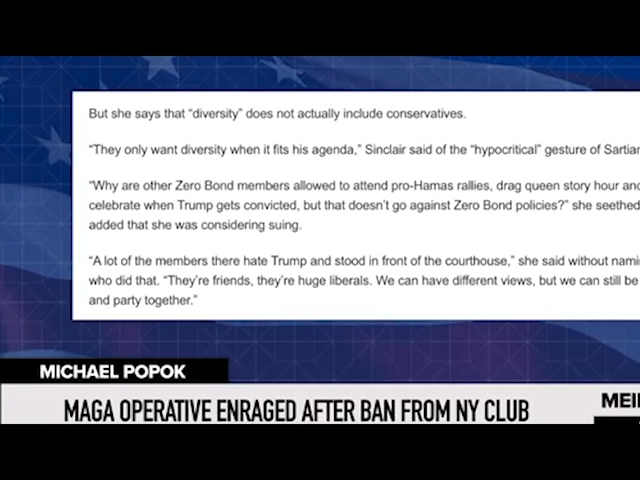 But she says that “diversity” does not actually include conservatives.
“They only want diversity when it fits his agenda,” Sinclair said of the “hypocritical” gesture of
“Why are other Zero Bond members allowed to attend pro-Hamas rallies, drag queen story hour
celebrate when Trump gets convicted, but that doesn’t go against Zero Bond policies?” she seethed
added that she was considering suing.
“A lot of the members there hate Trump and stood in front of the courthouse,” she said without
who did that. “They’re friends, they’re huge liberals. We can have different views, but we can still be
and party together.”
MICHAEL POPOK
MAGA OPERATIVE ENRAGED AFTER BAN FROM NY CLUB